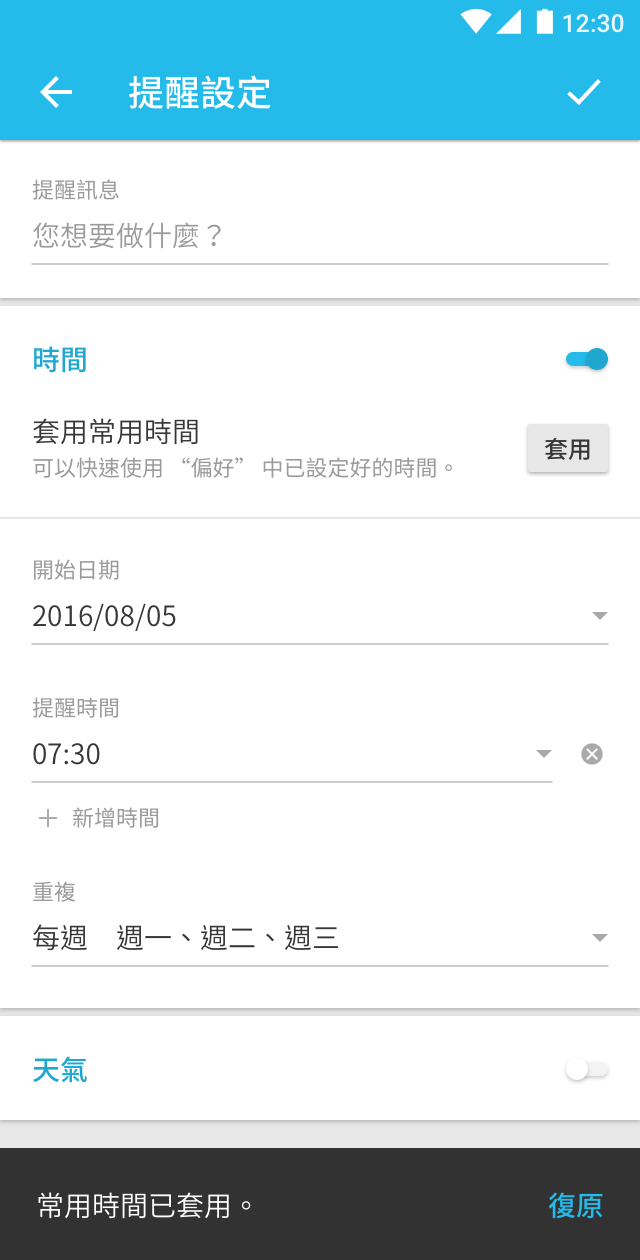 12:30
提醒設定
提醒訊息
您想要做什麼？
時間
套用常用時間
可以快速使用 “偏好” 中已設定好的時間。
套用
開始日期
2016/08/05
提醒時間
07:30
新增時間
重複
每週　週一、週二、週三
天氣
常用時間已套用。
復原